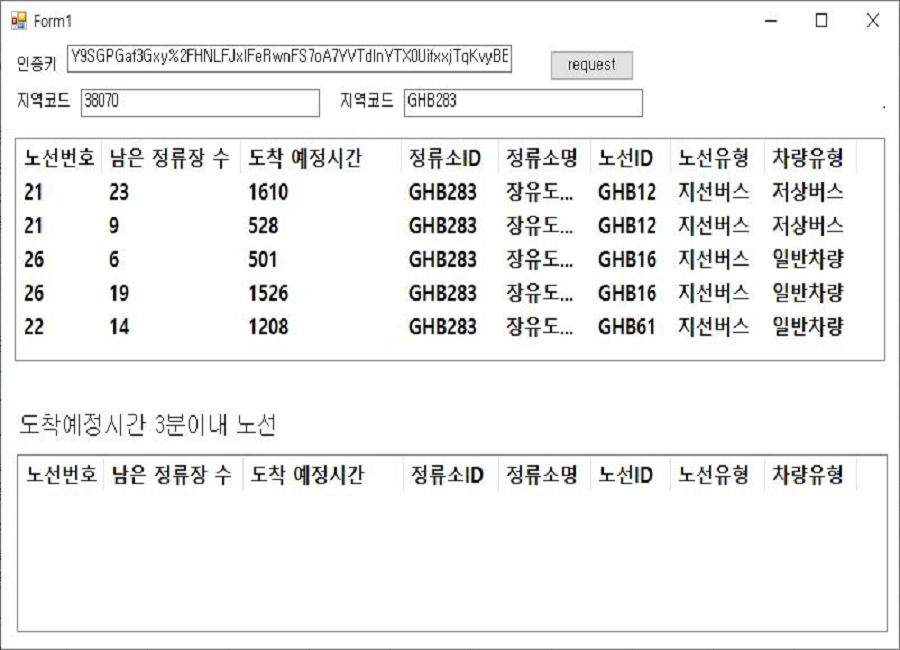 Form1
인증키 Y9SGPGaf3Gxy%2FHNLFJxIFeRwnFS7oA7YVTdInYTX0UifxxjTqKvyBE request
지역코드 38070 지역코드 GHB283
노선번호 남은 정류장 수 도착 예정시간 정류소ID 정류소명 노선ID 노선유형 차량유형
21 23 1610 GHB283 장유도... GHB12 지선버스 저상버스
21 9 528 GHB283 장유도... GHB12 지선버스 저상버스
26 6 501 GHB283 장유도... GHB16 지선버스 일반차량
26 19 1526 GHB283 장유도... GHB16 지선버스 일반차량
22 14 1208 GHB283 장유도... GHB61 지선버스 일반차량
도착예정시간 3분이내 노선
노선번호 남은 정류장 수 도착 예정시간 정류소ID 정류소명 노선ID 노선유형 차량유형